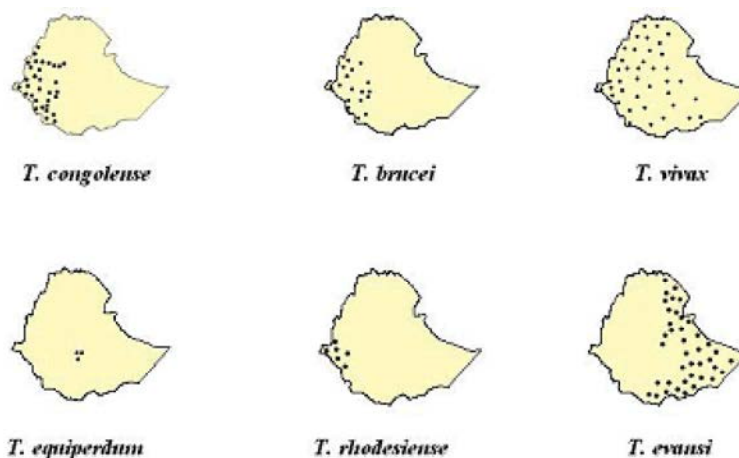 T. congolense
T. brucei
T. vivax
T. equiperdum
T. rhodesiense
T. evansi